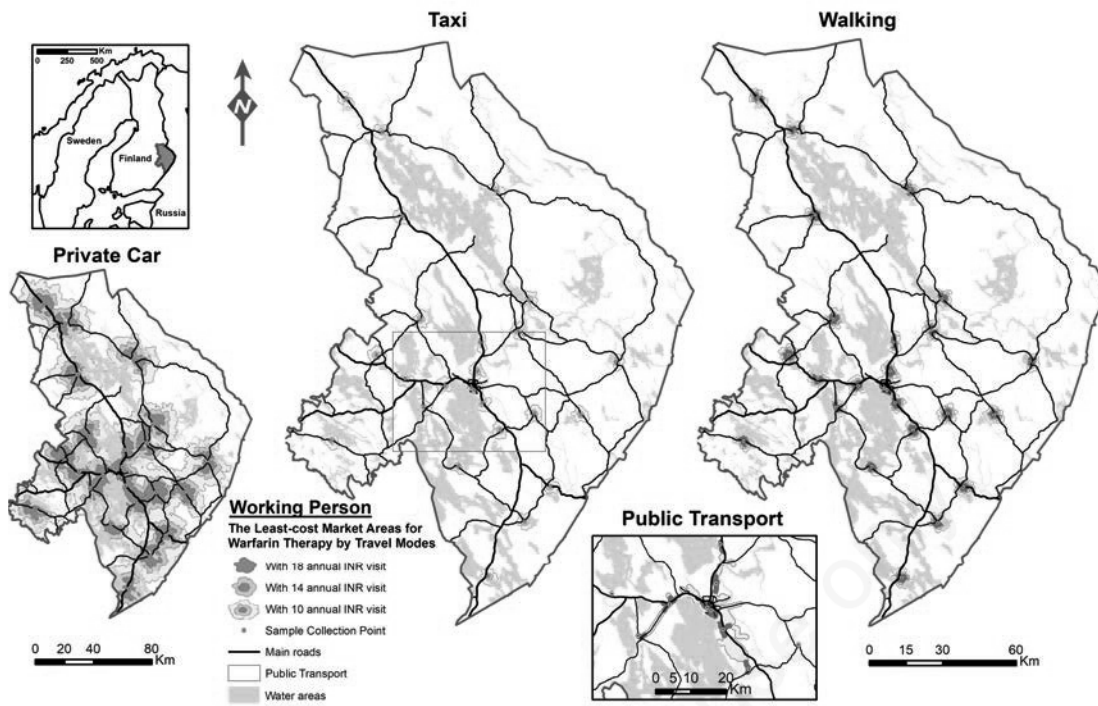 Taxi
Walking
Km
0 250 500
Sweden
Finland
Russia
N
Private Car
Working Person
The Least-cost Market Areas for
Warfarin Therapy by Travel Modes
With 18 annual INR visit
With 14 annual INR visit
With 10 annual INR visit
Sample Collection Point
Main roads
Public Transport
Water areas
0 20 40 80
Km
Public Transport
0 5 10 20
Km
0 15 30 60
Km